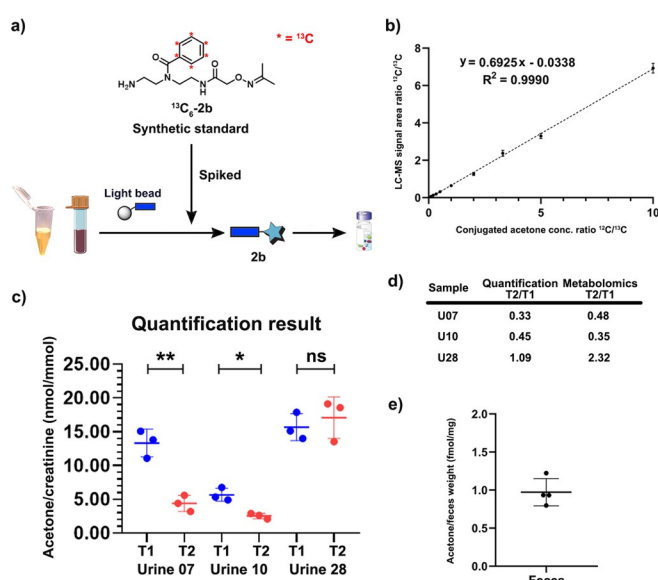 a)
* = ¹³C
O
H₂N
N
N
H
O
O
N
¹³C₆-2b
Synthetic standard
Light bead
Spiked
2b
b)
y = 0.6925x - 0.0338
R² = 0.9990
LC-MS signal area ratio ¹²C/¹³C
8
6
4
2
0
0 5 10
Conjugated acetone conc. ratio ¹²C/¹³C
c)
Quantification result
Acetone/creatinine (nmol/mmol)
25.00
20.00
15.00
10.00
5.00
0.00
** * ns
T1 T2 T1 T2 T1 T2
Urine 07 Urine 10 Urine 28
d)
Sample Quantification T2/T1 Metabolomics T2/T1
U07 0.33 0.48
U10 0.45 0.35
U28 1.09 2.32
e)
Acetone/feces weight (fmol/mg)
2.0
1.5
1.0
0.5
0.0
Feces